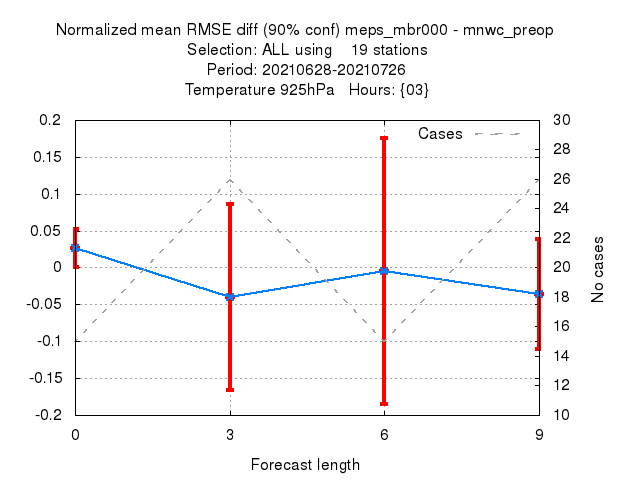 Normalized mean RMSE diff (90% conf) meps_mbr000 - mnwc_preop
Selection: ALL using    19 stations
Period: 20210628-20210726
Temperature 925hPa   Hours: {03}
Cases
0.2
0.15
0.1
0.05
0
-0.05
-0.1
-0.15
-0.2
30
28
26
24
22
20
18
16
14
12
10
No cases
0 3 6 9
Forecast length